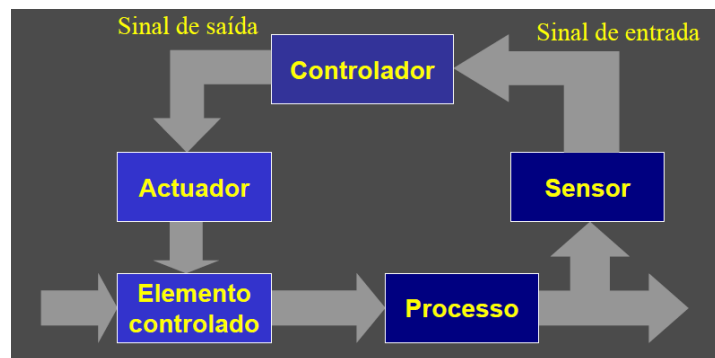 Sinal de saída
Sinal de entrada
Controlador
Actuador
Sensor
Elemento
controlado
Processo